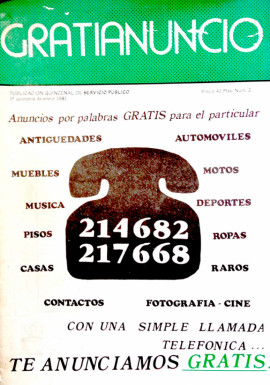 GRATIANUNCIO
PUBLICACION QUINCENAL DE SERVICIO PUBLICO
Precio 40 Ptas. Núm. 2
Anuncios por palabras GRATIS para el particular
ANTIGUEDADES
AUTOMOVILES
MUEBLES
MOTOS
MUSICA
DEPORTES
PISOS
214682
217668
ROPAS
CASAS
RAROS
CONTACTOS
FOTOGRAFIA - CINE
CON UNA SIMPLE LLAMADA
TELEFONICA ...
TE ANUNCIAMOS GRATIS